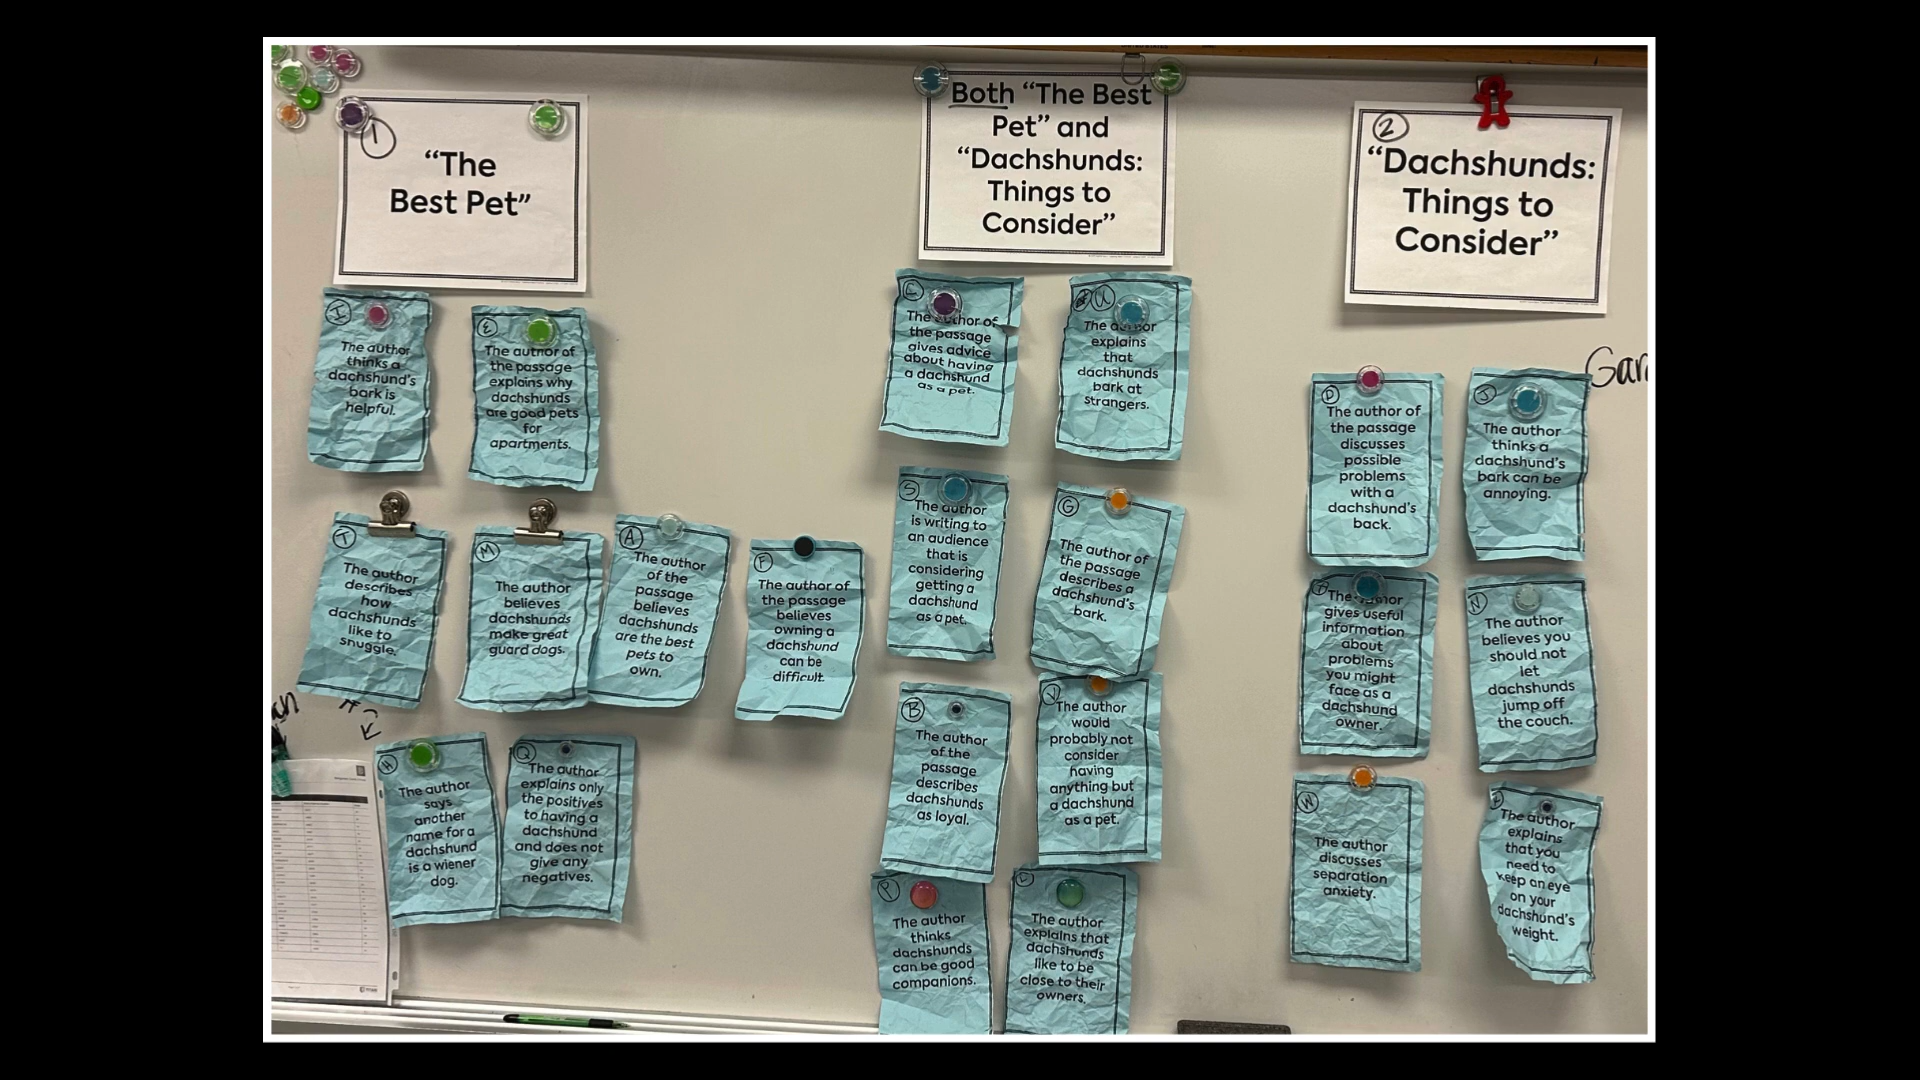 1
“The
Best Pet”
I
The author
thinks a
dachshund’s
bark is
helpful.
E
The author of
the passage
explains why
dachshunds
are good pets
for
apartments.
T
The author
describes
how
dachshunds
like to
snuggle.
M
The author
believes
dachshunds
make great
guard dogs.
A
The author
of the
passage
believes
dachshunds
are the best
pets to
own.
F
The author of
the passage
believes
owning a
dachshund
can be
difficult.
H
The author
says
another
name for a
dachshund
is a wiener
dog.
Q
The author
explains only
the positives
to having a
dachshund
and does not
give any
negatives.
Both “The Best
Pet” and
“Dachshunds:
Things to
Consider”
C
The author of
the passage
gives advice
about having
a dachshund
as a pet.
U
The author
explains
that
dachshunds
bark at
strangers.
S
The author
is writing to
an audience
that is
considering
getting a
dachshund
as a pet.
G
The author of
the passage
describes a
dachshund’s
bark.
B
The author
of the
passage
describes
dachshunds
as loyal.
V
The author
would
probably not
consider
having
anything but
a dachshund
as a pet.
P
The author
thinks
dachshunds
can be good
companions.
L
The author
explains that
dachshunds
like to be
close to their
owners.
2
“Dachshunds:
Things to
Consider”
D
The author of
the passage
discusses
possible
problems
with a
dachshund’s
back.
J
The author
thinks a
dachshund’s
bark can be
annoying.
The author
gives useful
information
about
problems
you might
face as a
dachshund
owner.
N
The author
believes you
should not
let
dachshunds
jump off
the couch.
W
The author
discusses
separation
anxiety.
The author
explains
that you
need to
keep an eye
on your
dachshund’s
weight.
Gar